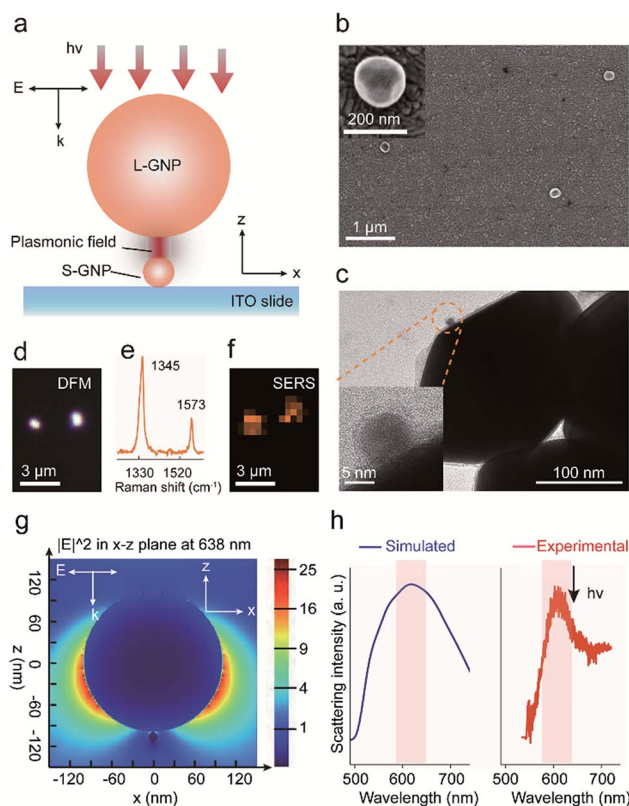 a
hν
E
k
L-GNP
Plasmonic field
S-GNP
z
x
ITO slide
b
200 nm
1 μm
c
5 nm
100 nm
d
DFM
3 μm
e
1345
1573
1330 1520
Raman shift (cm⁻¹)
f
SERS
3 μm
g
|E|^2 in x-z plane at 638 nm
E
k
z
x
120
60
0
-60
-120
z (nm)
-120 -60 0 60 120
x (nm)
25
16
9
4
1
h
Simulated
Experimental
hν
Scattering intensity (a. u.)
500 600 700
Wavelength (nm)
500 600 700
Wavelength (nm)